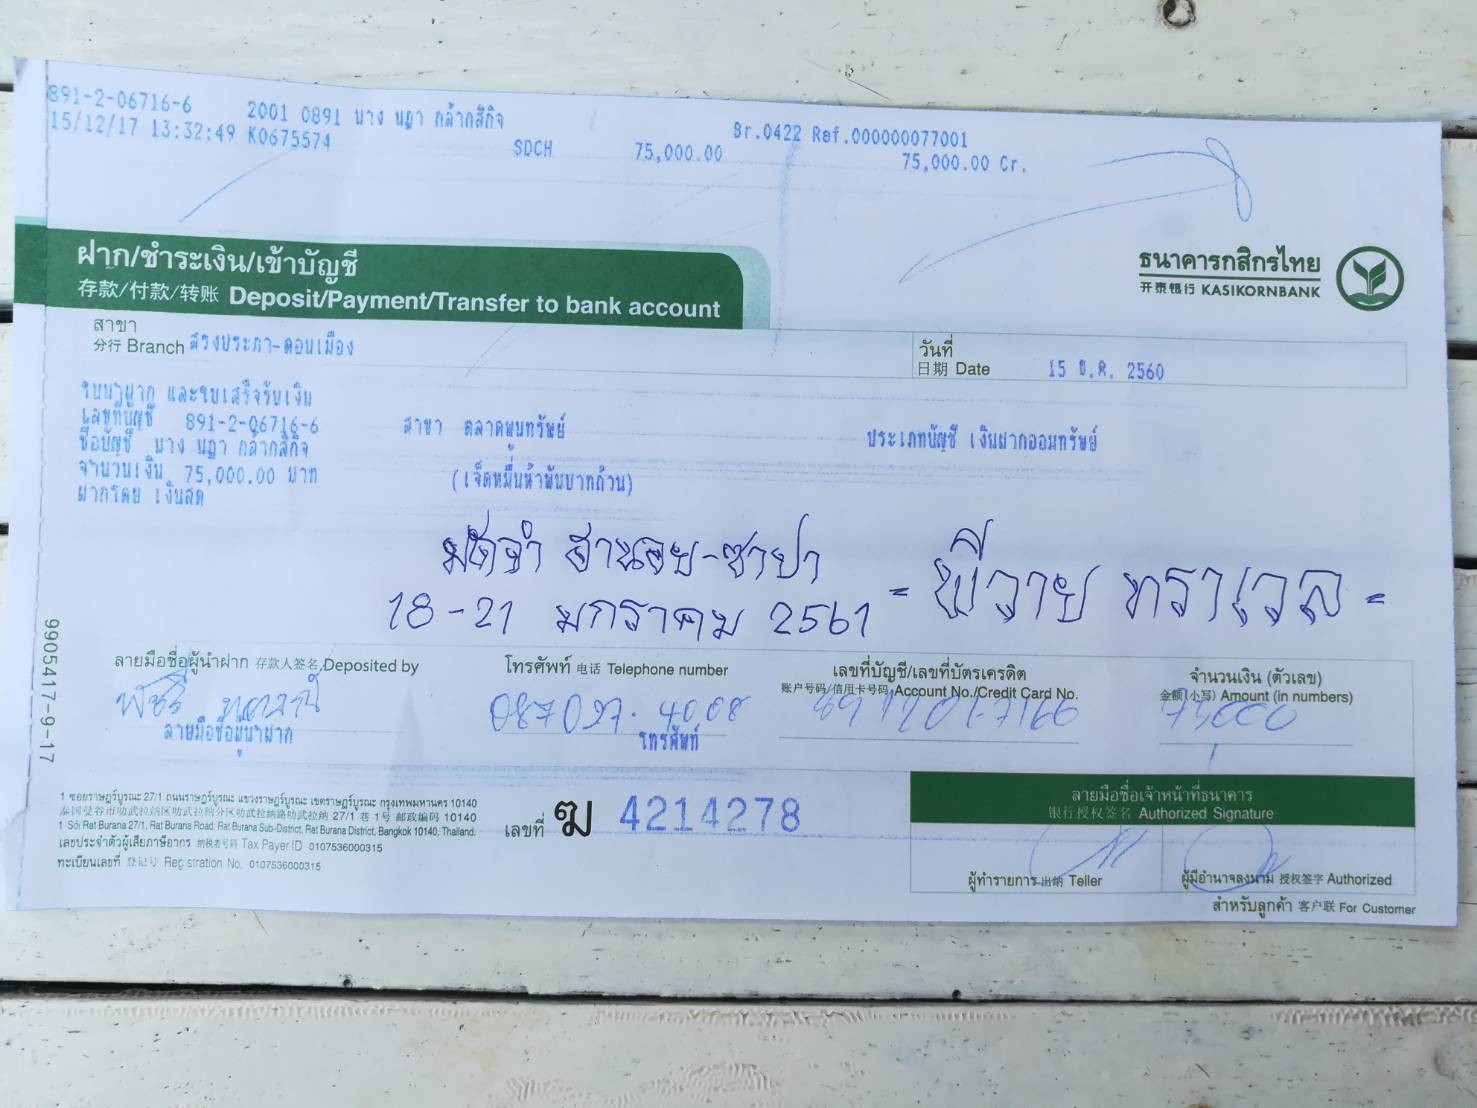 891-2-06716-6 2001 0891 นาง นฎา กล้ากสิกิจ Br.0422 Ref.000000077001
15/12/17 13:32:49 K0675574 SDCH 75,000.00 75,000.00 Cr.
ฝาก/ชำระเงิน/เข้าบัญชี
存款/付款/转账 Deposit/Payment/Transfer to bank account
ธนาคารกสิกรไทย
开泰银行 KASIKORNBANK
สาขา
分行 Branch สรงประภา-ดอนเมือง
วันที่
日期 Date 15 ธ.ค. 2560
ใบนำฝาก และใบเสร็จรับเงิน
เลขที่บัญชี 891-2-06716-6 สาขา ตลาดพูนทรัพย์ ประเภทบัญชี เงินฝากออมทรัพย์
ชื่อบัญชี นาง นฎา กล้ากสิกิจ
จำนวนเงิน 75,000.00 บาท (เจ็ดหมื่นห้าพันบาทถ้วน)
ฝากโดย เงินสด
มัดจำ ฮานอย-ซาปา
18-21 มกราคม 2561
= พีวาย ทราเวล =
9905417-9-17
ลายมือชื่อผู้นำฝาก 存款人签名 Deposited by
โทรศัพท์ 电话 Telephone number
087 027. 4008
เลขที่บัญชี/เลขที่บัตรเครดิต
账户号码/信用卡号码 Account No./Credit Card No.
จำนวนเงิน (ตัวเลข)
金额(小写) Amount (in numbers)
75000
ลายมือชื่อผู้นำฝาก
โทรศัพท์
1 ซอยราษฎร์บูรณะ 27/1 ถนนราษฎร์บูรณะ แขวงราษฎร์บูรณะ เขตราษฎร์บูรณะ กรุงเทพมหานคร 10140
泰国曼谷市叻武拉纳区叻武拉纳分区叻武拉纳路叻武拉纳 27/1 巷 1 号 邮政编码 10140
1 Soi Rat Burana 27/1, Rat Burana Road, Rat Burana Sub-District, Rat Burana District, Bangkok 10140, Thailand.
เลขประจำตัวผู้เสียภาษีอากร 纳税者号码 Tax Payer ID 0107536000315
ทะเบียนเลขที่ 登记号 Registration No. 0107536000315
เลขที่ ฆ 4214278
ลายมือชื่อเจ้าหน้าที่ธนาคาร
银行授权签名 Authorized Signature
ผู้ทำรายการ 出纳 Teller
ผู้มีอำนาจลงนาม 授权签字 Authorized
สำหรับลูกค้า 客户联 For Customer